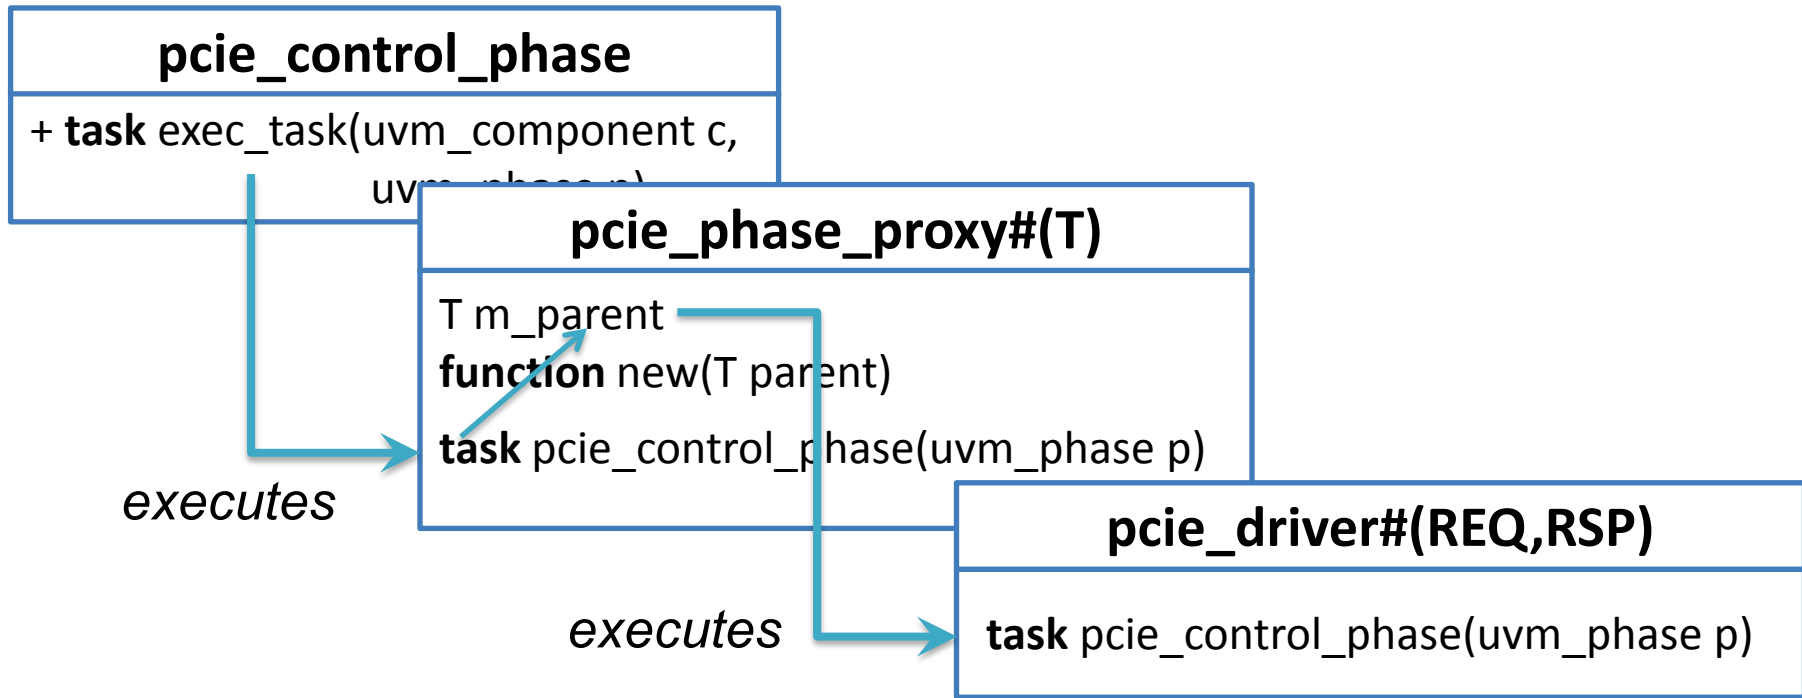 pcie_control_phase
+ task exec_task(uvm_component c,
uvm_phase p)
pcie_phase_proxy#(T)
T m_parent
function new(T parent)
task pcie_control_phase(uvm_phase p)
executes
pcie_driver#(REQ,RSP)
executes
task pcie_control_phase(uvm_phase p)